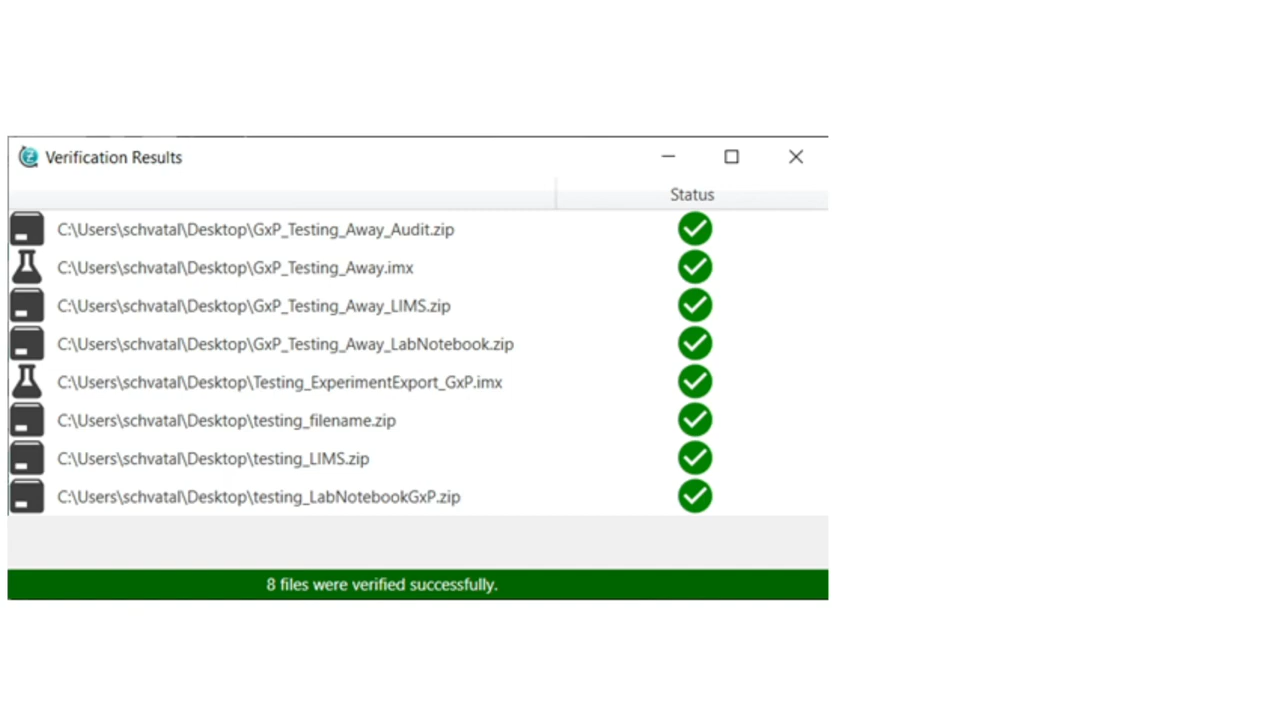 Verification Results
Status
C:\Users\schvatal\Desktop\GxP_Testing_Away_Audit.zip
C:\Users\schvatal\Desktop\GxP_Testing_Away.imx
C:\Users\schvatal\Desktop\GxP_Testing_Away_LIMS.zip
C:\Users\schvatal\Desktop\GxP_Testing_Away_LabNotebook.zip
C:\Users\schvatal\Desktop\Testing_ExperimentExport_GxP.imx
C:\Users\schvatal\Desktop\testing_filename.zip
C:\Users\schvatal\Desktop\testing_LIMS.zip
C:\Users\schvatal\Desktop\testing_LabNotebookGxP.zip
8 files were verified successfully.